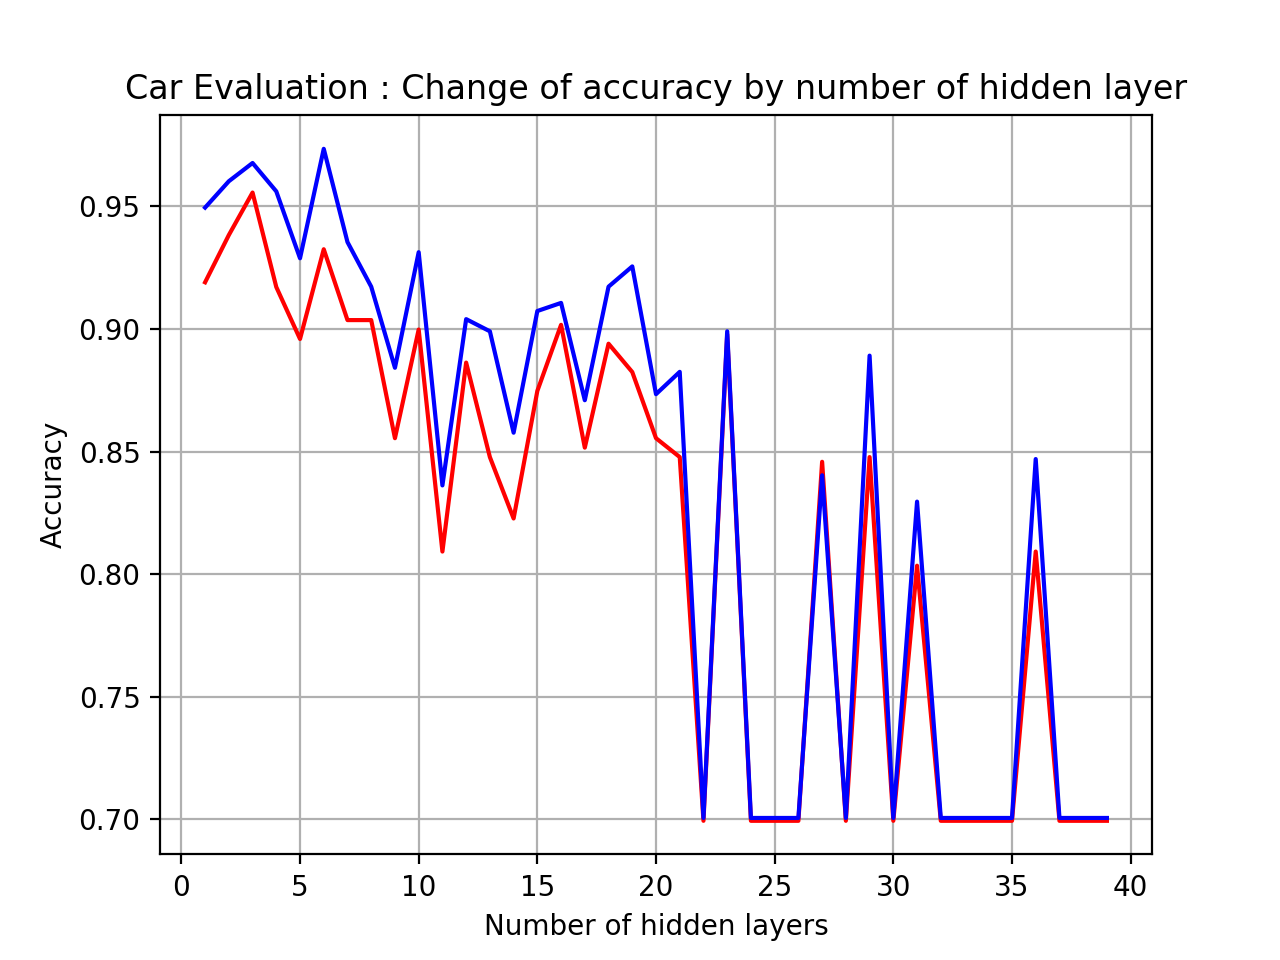 Car Evaluation : Change of accuracy by number of hidden layer
0.95
0.90
0.85
0.80
0.75
0.70
Accuracy
0 5 10 15 20 25 30 35 40
Number of hidden layers